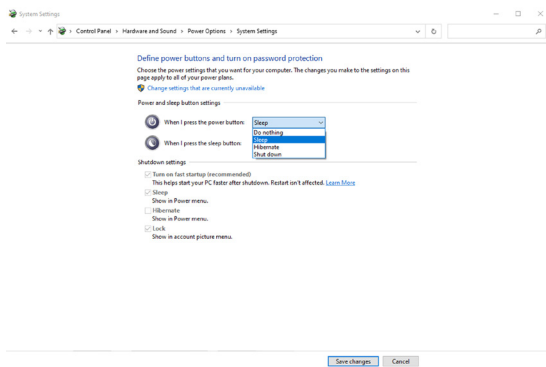 System Settings
Control Panel > Hardware and Sound > Power Options > System Settings
Define power buttons and turn on password protection
Choose the power settings that you want for your computer. The changes you make to the settings on this
page apply to all of your power plans.
Change settings that are currently unavailable
Power and sleep button settings
When I press the power button:
Sleep
Do nothing
Sleep
Hibernate
Shut down
When I press the sleep button:
Shutdown settings
Turn on fast startup (recommended)
This helps start your PC faster after shutdown. Restart isn't affected. Learn More
Sleep
Show in Power menu.
Hibernate
Show in Power menu.
Lock
Show in account picture menu.
Save changes
Cancel